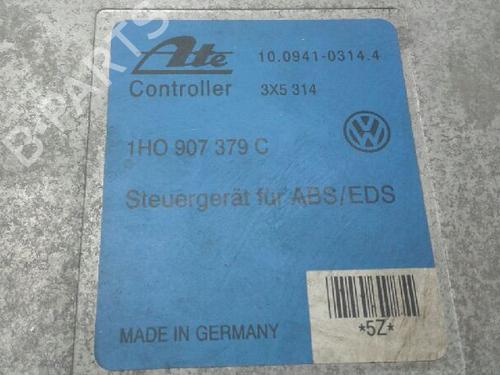 Ate
10.0941-0314.4
Controller
3X5 314
1HO 907 379 C
Steuergerät für ABS/EDS
*5Z*
MADE IN GERMANY
B-PARTS